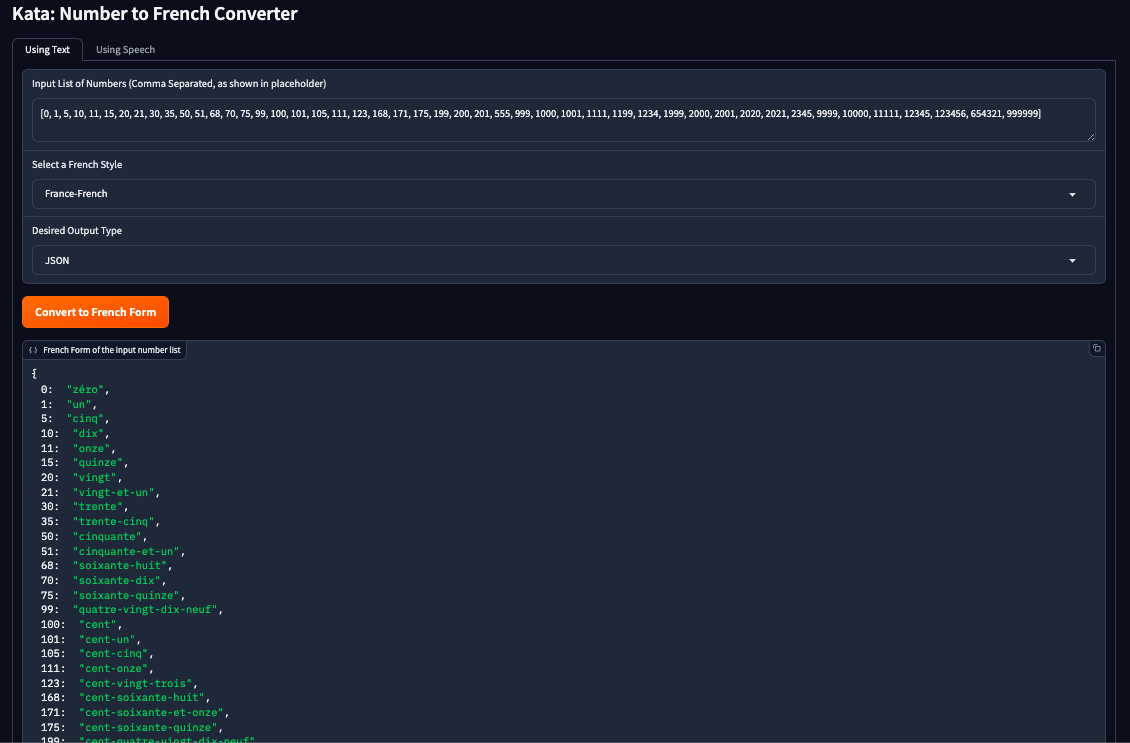 Kata: Number to French Converter
Using Text
Using Speech
Input List of Numbers (Comma Separated, as shown in placeholder)
[0, 1, 5, 10, 11, 15, 20, 21, 30, 35, 50, 51, 68, 70, 75, 99, 100, 101, 105, 111, 123, 168, 171, 175, 199, 200, 201, 555, 999, 1000, 1001, 1111, 1199, 1234, 1999, 2000, 2001, 2020, 2021, 2345, 9999, 10000, 11111, 12345, 123456, 654321, 999999]
Select a French Style
France-French
Desired Output Type
JSON
Convert to French Form
{} French Form of the input number list
{
0: "zéro",
1: "un",
5: "cinq",
10: "dix",
11: "onze",
15: "quinze",
20: "vingt",
21: "vingt-et-un",
30: "trente",
35: "trente-cinq",
50: "cinquante",
51: "cinquante-et-un",
68: "soixante-huit",
70: "soixante-dix",
75: "soixante-quinze",
99: "quatre-vingt-dix-neuf",
100: "cent",
101: "cent-un",
105: "cent-cinq",
111: "cent-onze",
123: "cent-vingt-trois",
168: "cent-soixante-huit",
171: "cent-soixante-et-onze",
175: "cent-soixante-quinze",
199: "cent-quatre-vingt-dix-neuf"